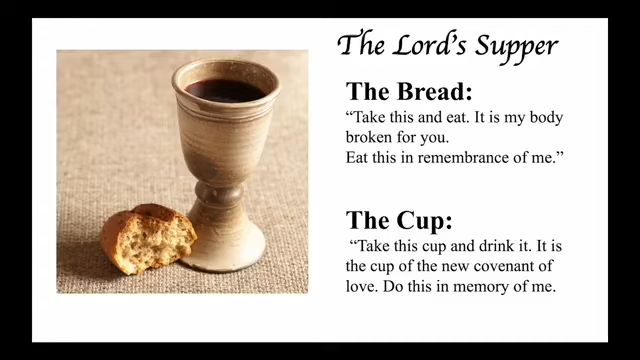 The Lord's Supper
The Bread:
“Take this and eat. It is my body
broken for you.
Eat this in remembrance of me.”
The Cup:
“Take this cup and drink it. It is
the cup of the new covenant of
love. Do this in memory of me.